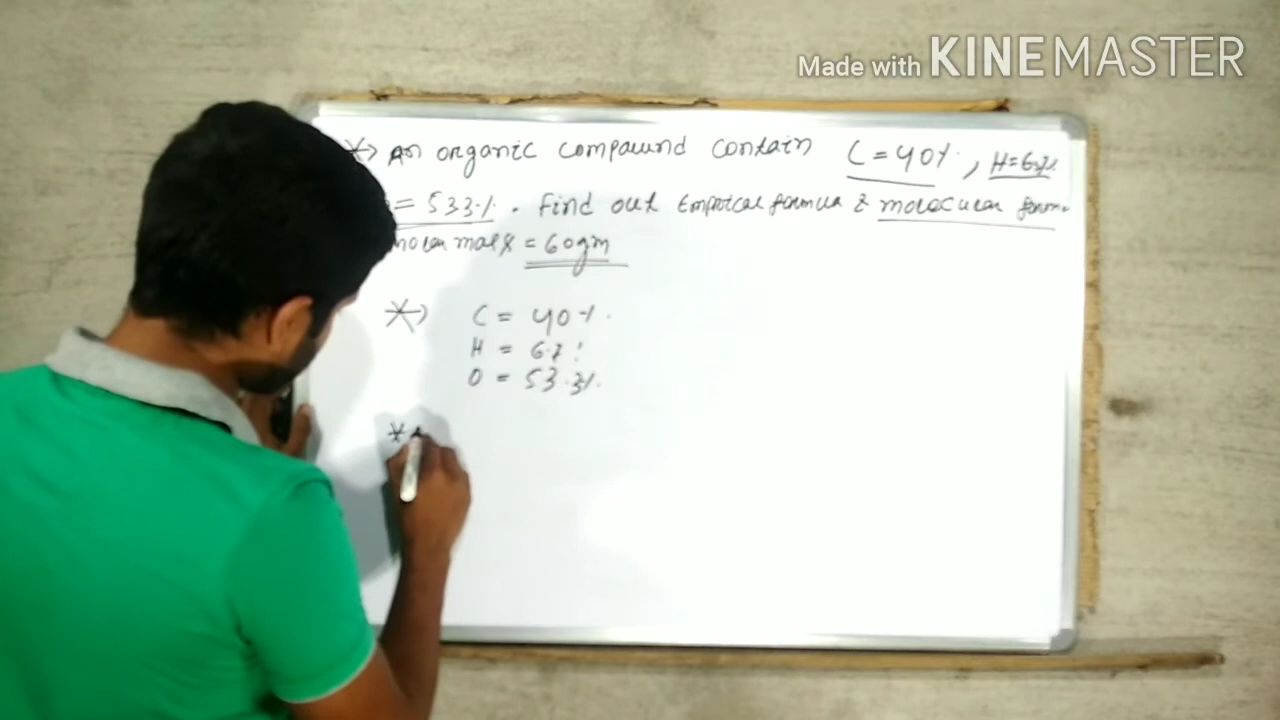 Made with KINEMASTER
*→ An organic compound contain C = 40%, H = 6.7%
= 53.3%. Find out Empirical formula & molecular form
molar mass = 60gm
*→ C = 40%.
H = 6.7%
O = 53.3%.
*